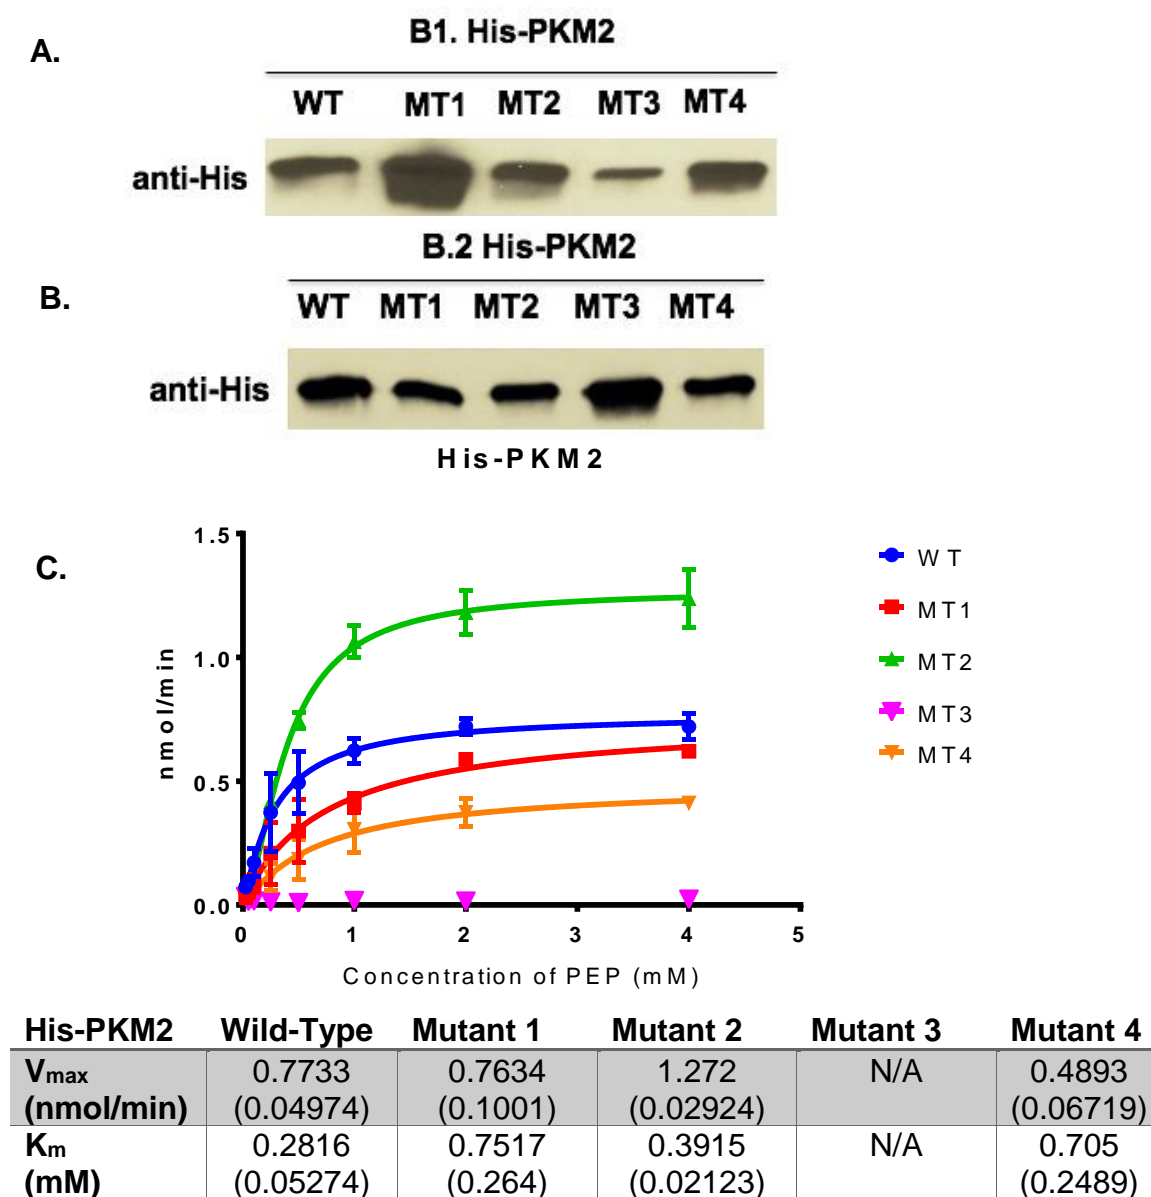 A.
B1. His-PKM2
WT MT1 MT2 MT3 MT4
anti-His
B.2 His-PKM2
B.
WT MT1 MT2 MT3 MT4
anti-His
His-PKM2
C.
1.5
1.0
0.5
0.0
nmol/min
0 1 2 3 4 5
Concentration of PEP (mM)
WT
MT1
MT2
MT3
MT4
His-PKM2 Wild-Type Mutant 1 Mutant 2 Mutant 3 Mutant 4
Vmax 0.7733 0.7634 1.272 N/A 0.4893
(nmol/min) (0.04974) (0.1001) (0.02924) (0.06719)
Km 0.2816 0.7517 0.3915 N/A 0.705
(mM) (0.05274) (0.264) (0.02123) (0.2489)